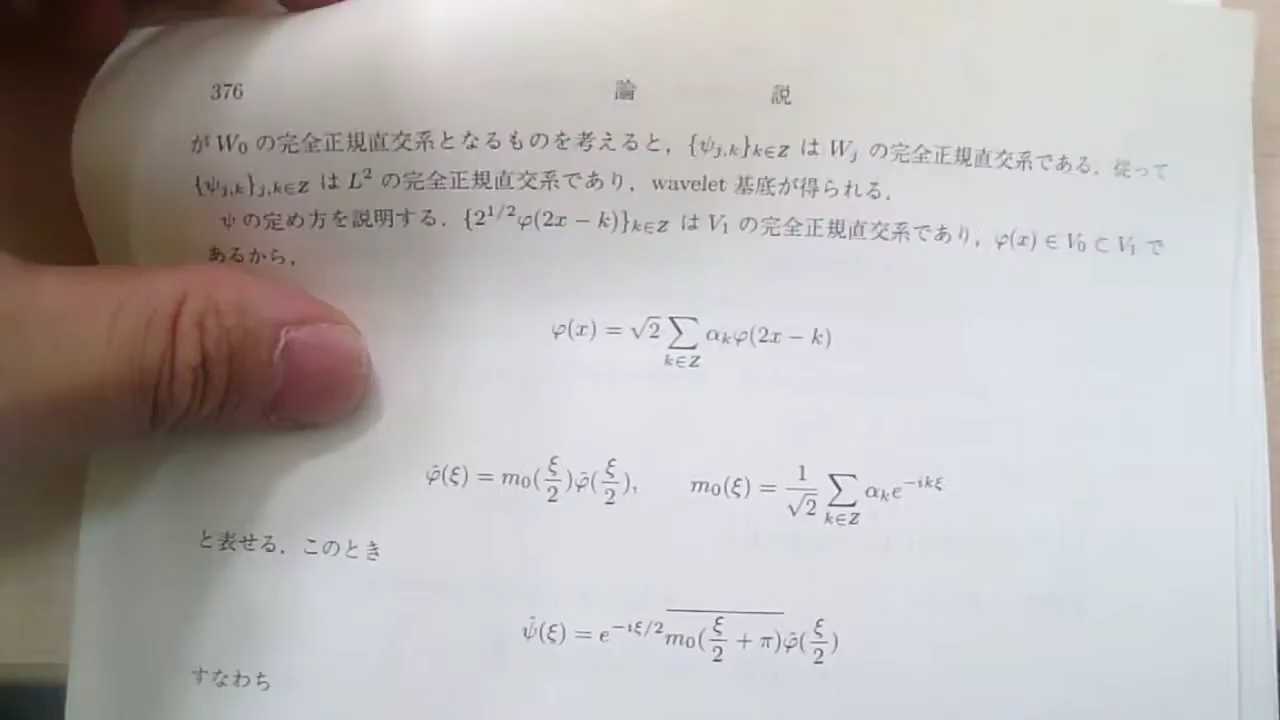 376 論 説
が W₀ の完全正規直交系となるものを考えると, {ψ_{j,k}}_{k∈Z} は W_j の完全正規直交系である. 従って
{ψ_{j,k}}_{j,k∈Z} は L² の完全正規直交系であり, wavelet 基底が得られる.
ψ の定め方を説明する. {2^{1/2}φ(2x − k)}_{k∈Z} は V₁ の完全正規直交系であり, φ(x) ∈ V₀ ⊂ V₁ で
あるから,
φ(x) = √2 ∑_{k∈Z} α_k φ(2x − k)
φ̂(ξ) = m₀(ξ/2)φ̂(ξ/2), m₀(ξ) = 1/√2 ∑_{k∈Z} α_k e^{−ikξ}
と表せる. このとき
ψ̂(ξ) = e^{−iξ/2} \overline{m₀(ξ/2 + π)}φ̂(ξ/2)
すなわち